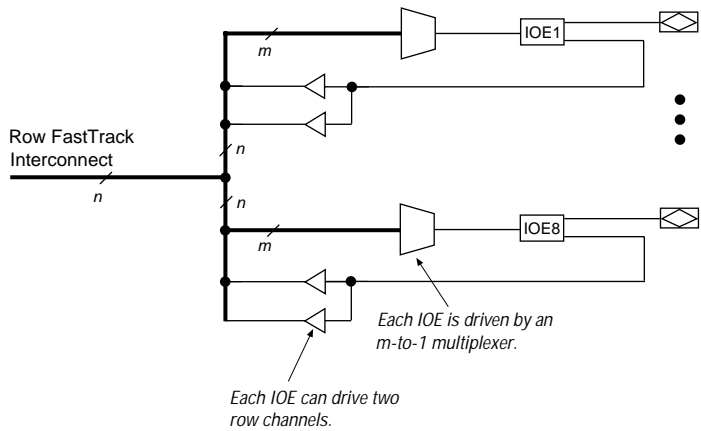 m
IOE1
Row FastTrack
Interconnect
n
n
n
m
IOE8
Each IOE is driven by an
m-to-1 multiplexer.
Each IOE can drive two
row channels.